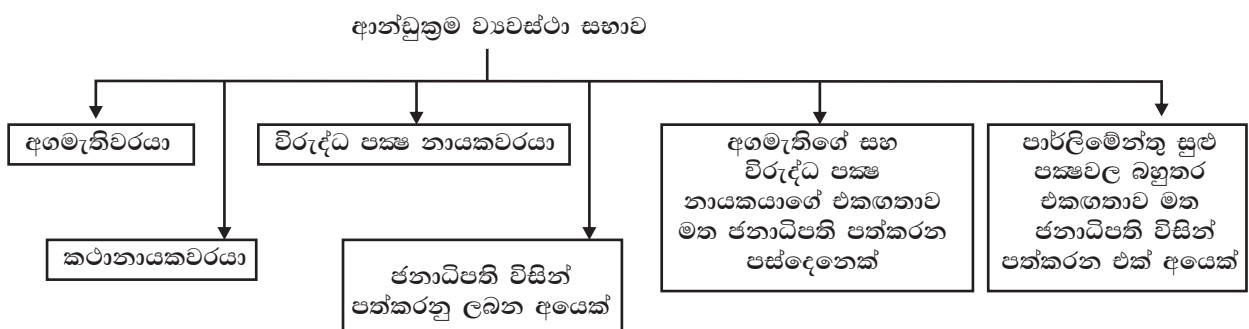 ආන්ඩුක්‍රම ව්‍යවස්ථා සභාව
අගමැතිවරයා
කථානායකවරයා
විරුද්ධ පක්‍ෂ නායකවරයා
ජනාධිපති විසින්
පත්කරනු ලබන අයෙක්
අගමැතිගේ සහ
විරුද්ධ පක්‍ෂ
නායකයාගේ එකඟතාව
මත ජනාධිපති පත්කරන
පස්දෙනෙක්
පාර්ලිමේන්තු සුළු
පක්‍ෂවල බහුතර
එකඟතාව මත
ජනාධිපති විසින්
පත්කරන එක් අයෙක්